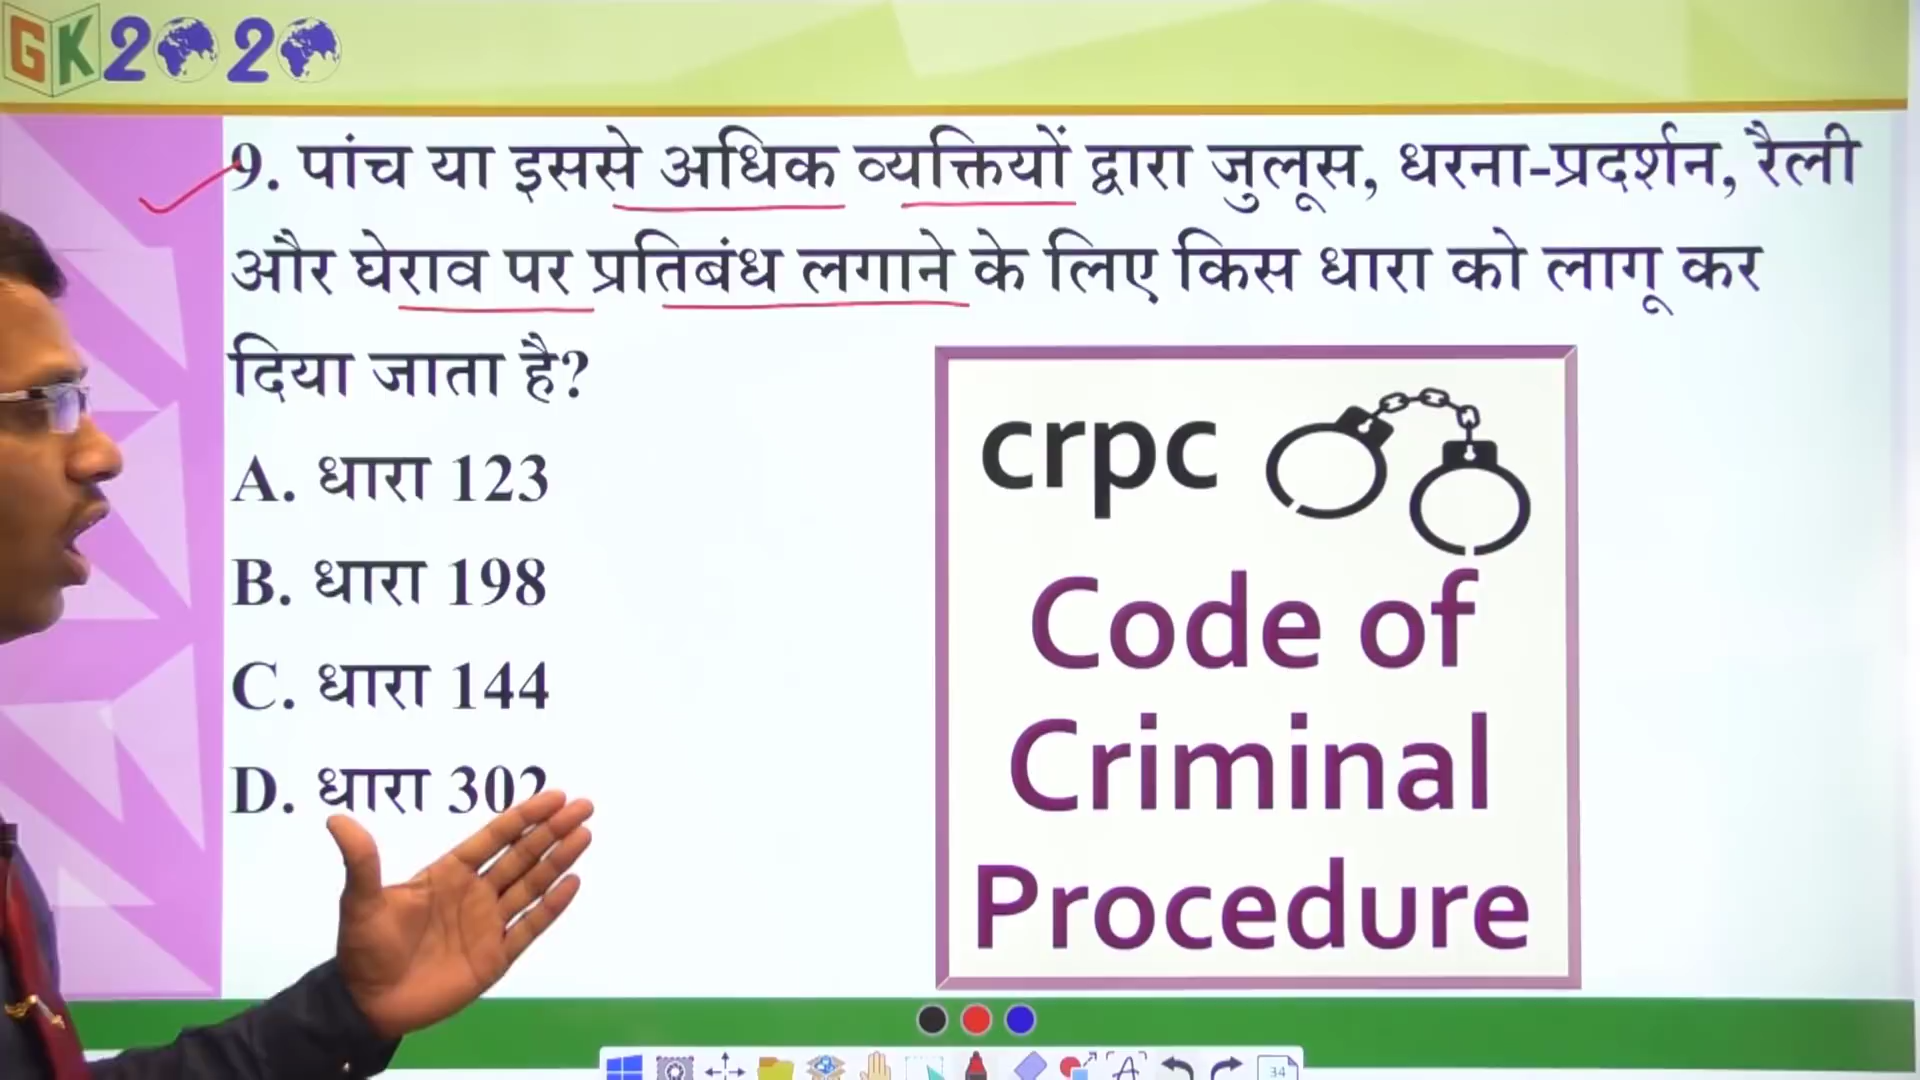 GK2020
9. पांच या इससे अधिक व्यक्तियों द्वारा जुलूस, धरना-प्रदर्शन, रैली
और घेराव पर प्रतिबंध लगाने के लिए किस धारा को लागू कर
दिया जाता है?
A. धारा 123
B. धारा 198
C. धारा 144
D. धारा 302
crpc
Code of
Criminal
Procedure
34